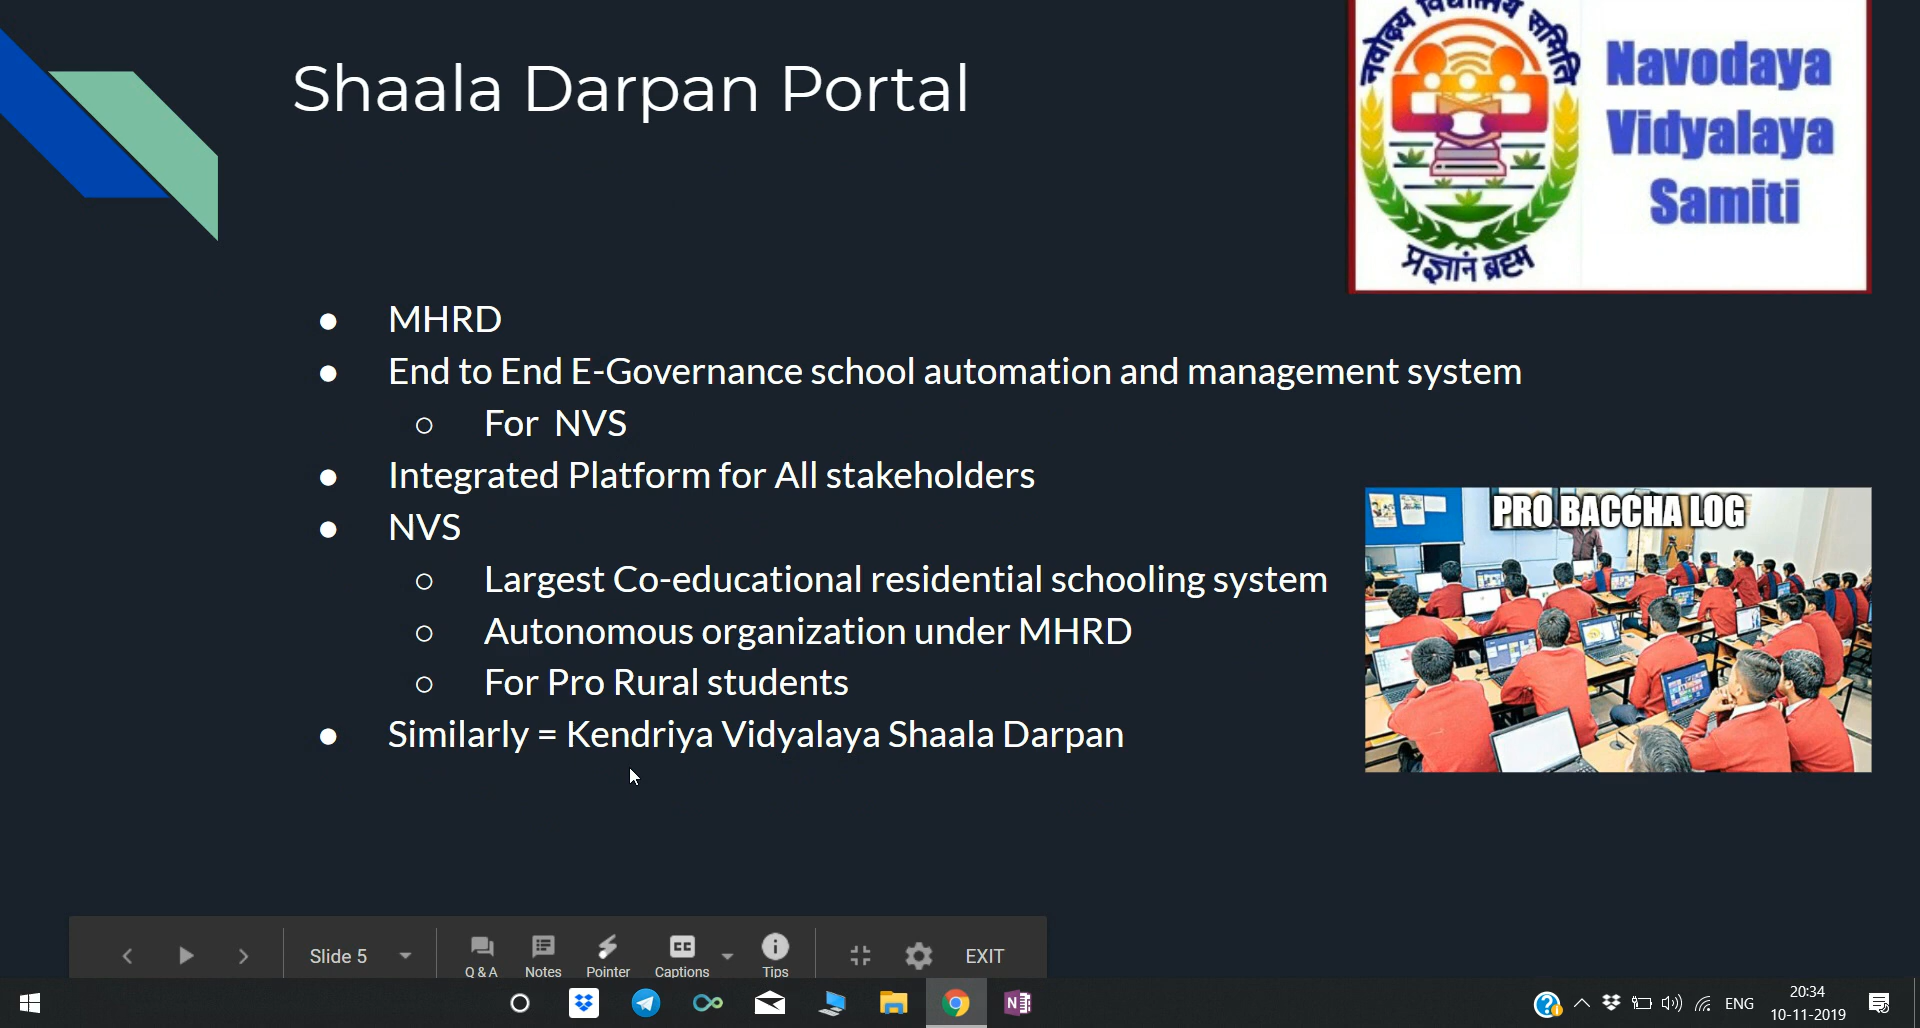 Shaala Darpan Portal
नवोदय विद्यालय समिति
प्रज्ञानं ब्रह्म
Navodaya
Vidyalaya
Samiti
● MHRD
● End to End E-Governance school automation and management system
○ For NVS
● Integrated Platform for All stakeholders
● NVS
○ Largest Co-educational residential schooling system
○ Autonomous organization under MHRD
○ For Pro Rural students
● Similarly = Kendriya Vidyalaya Shaala Darpan
PRO BACCHA LOG
Slide 5
Q & A
Notes
Pointer
CC
Captions
Tips
EXIT
ENG
20:34
10-11-2019